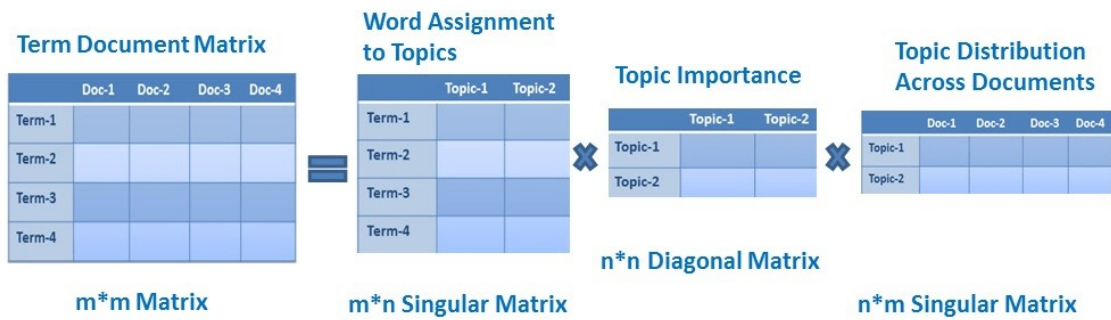 Term Document Matrix
Doc-1 Doc-2 Doc-3 Doc-4
Term-1
Term-2
Term-3
Term-4
m*m Matrix
Word Assignment
to Topics
Topic-1 Topic-2
Term-1
Term-2
Term-3
Term-4
m*n Singular Matrix
Topic Importance
Topic-1 Topic-2
Topic-1
Topic-2
n*n Diagonal Matrix
Topic Distribution
Across Documents
Doc-1 Doc-2 Doc-3 Doc-4
Topic-1
Topic-2
n*m Singular Matrix